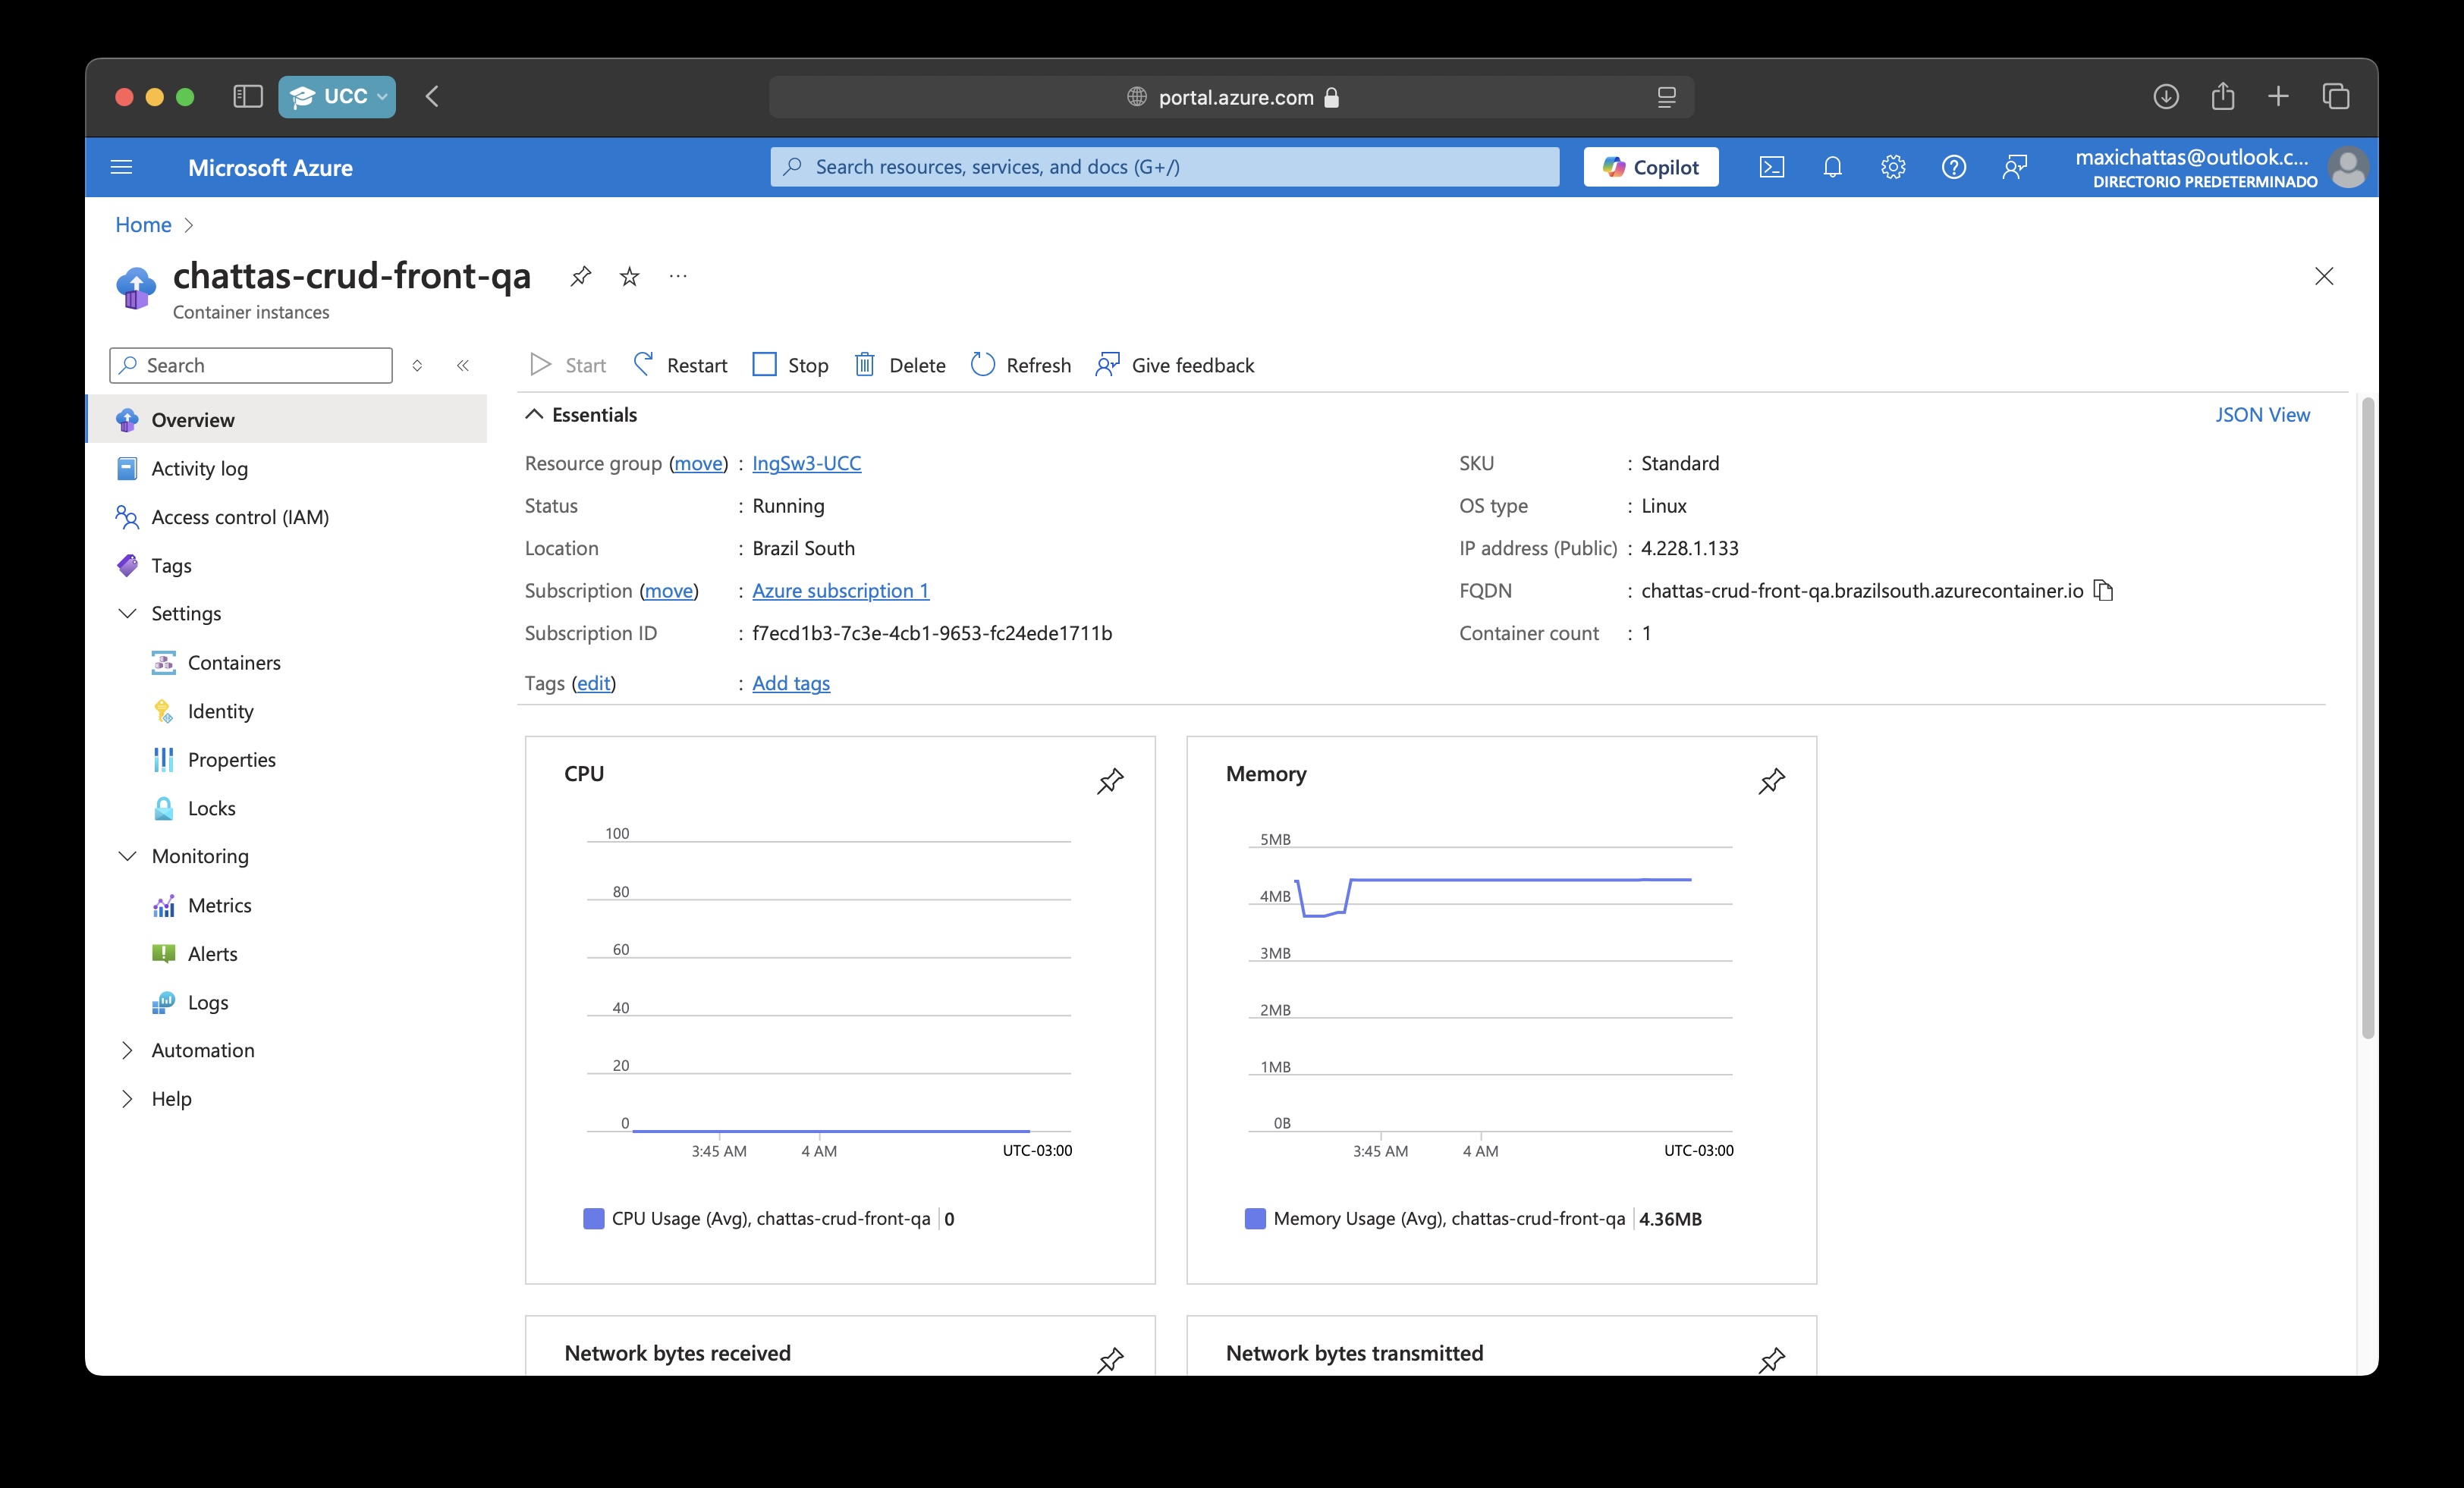 UCC
portal.azure.com
Microsoft Azure
Search resources, services, and docs (G+/)
Copilot
maxichattas@outlook.c...
DIRECTORIO PREDETERMINADO
Home
chattas-crud-front-qa
...
Container instances
Search
Start
Restart
Stop
Delete
Refresh
Give feedback
Overview
Activity log
Access control (IAM)
Tags
Settings
Containers
Identity
Properties
Locks
Monitoring
Metrics
Alerts
Logs
Automation
Help
Essentials
JSON View
Resource group (move) : IngSw3-UCC
Status : Running
Location : Brazil South
Subscription (move) : Azure subscription 1
Subscription ID : f7ecd1b3-7c3e-4cb1-9653-fc24ede1711b
Tags (edit) : Add tags
SKU : Standard
OS type : Linux
IP address (Public) : 4.228.1.133
FQDN : chattas-crud-front-qa.brazilsouth.azurecontainer.io
Container count : 1
CPU
100
80
60
40
20
0
3:45 AM 4 AM UTC-03:00
CPU Usage (Avg), chattas-crud-front-qa 0
Memory
5MB
4MB
3MB
2MB
1MB
0B
3:45 AM 4 AM UTC-03:00
Memory Usage (Avg), chattas-crud-front-qa 4.36MB
Network bytes received
Network bytes transmitted